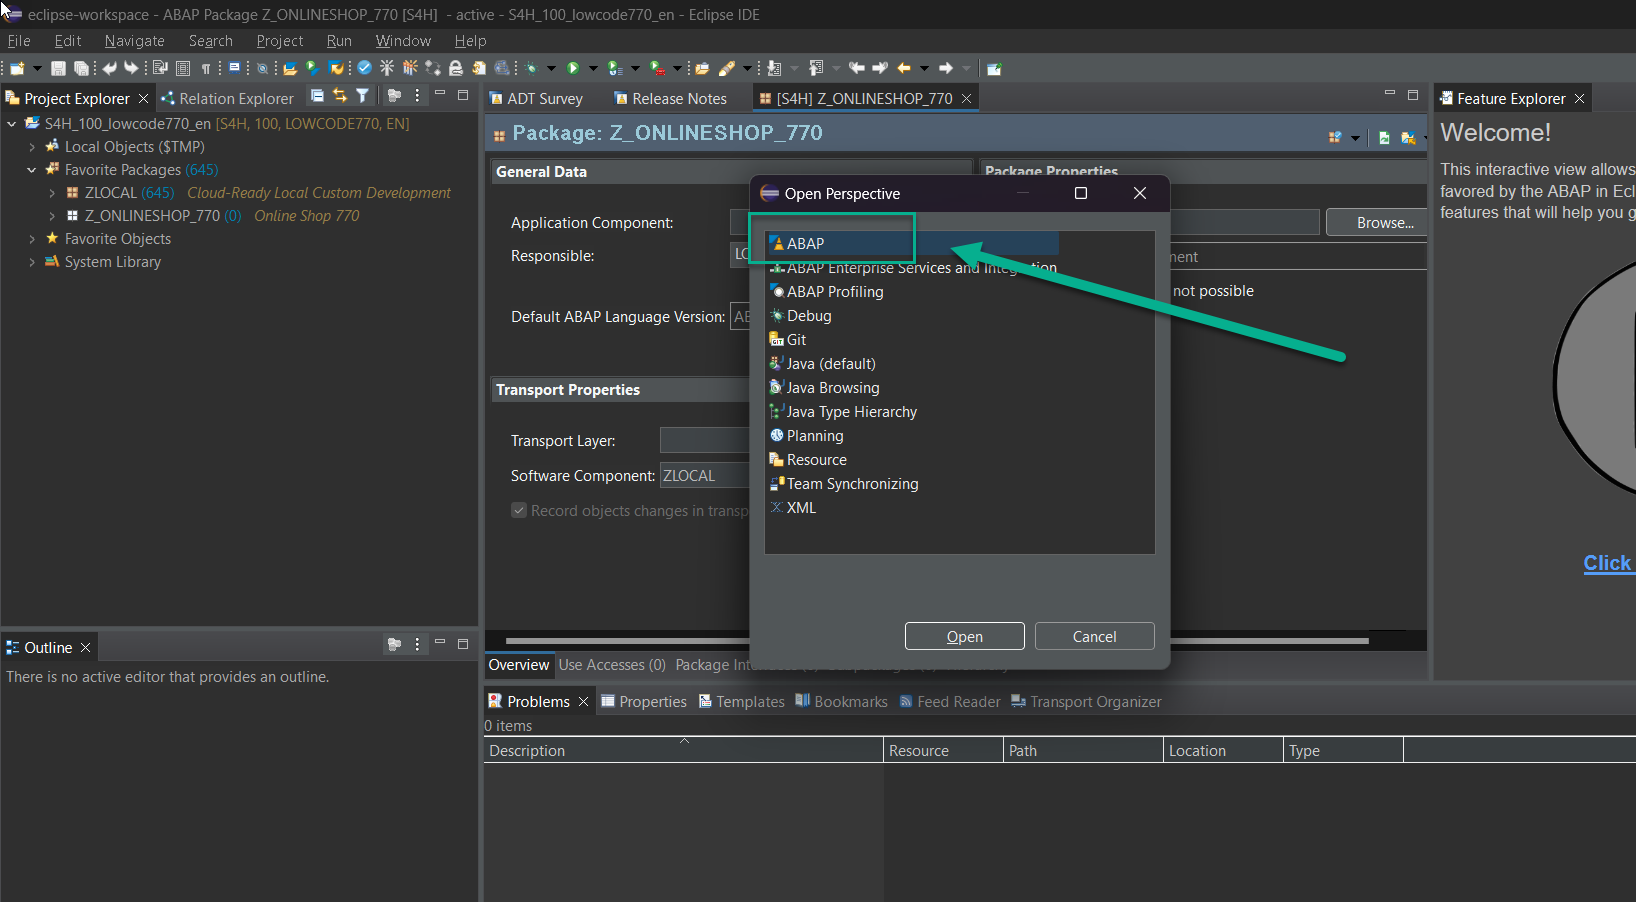 eclipse-workspace - ABAP Package Z_ONLINESHOP_770 [S4H] - active - S4H_100_lowcode770_en - Eclipse IDE
File Edit Navigate Search Project Run Window Help
Project Explorer
Relation Explorer
S4H_100_lowcode770_en [S4H, 100, LOWCODE770, EN]
Local Objects ($TMP)
Favorite Packages (645)
ZLOCAL (645) Cloud-Ready Local Custom Development
Z_ONLINESHOP_770 (0) Online Shop 770
Favorite Objects
System Library
ADT Survey
Release Notes
[S4H] Z_ONLINESHOP_770
Package: Z_ONLINESHOP_770
General Data
Package Properties
Application Component:
Browse...
Responsible:
LC
Default ABAP Language Version:
not possible
Transport Properties
Transport Layer:
Software Component: ZLOCAL
Record objects changes in transp
Overview Use Accesses (0) Package
Open Perspective
ABAP
ABAP Enterprise Services and Integration
ABAP Profiling
Debug
Git
Java (default)
Java Browsing
Java Type Hierarchy
Planning
Resource
Team Synchronizing
XML
Open
Cancel
Feature Explorer
Welcome!
This interactive view allows
favored by the ABAP in Ecl
features that will help you g
Click
Outline
There is no active editor that provides an outline.
Problems
Properties
Templates
Bookmarks
Feed Reader
Transport Organizer
0 items
Description Resource Path Location Type